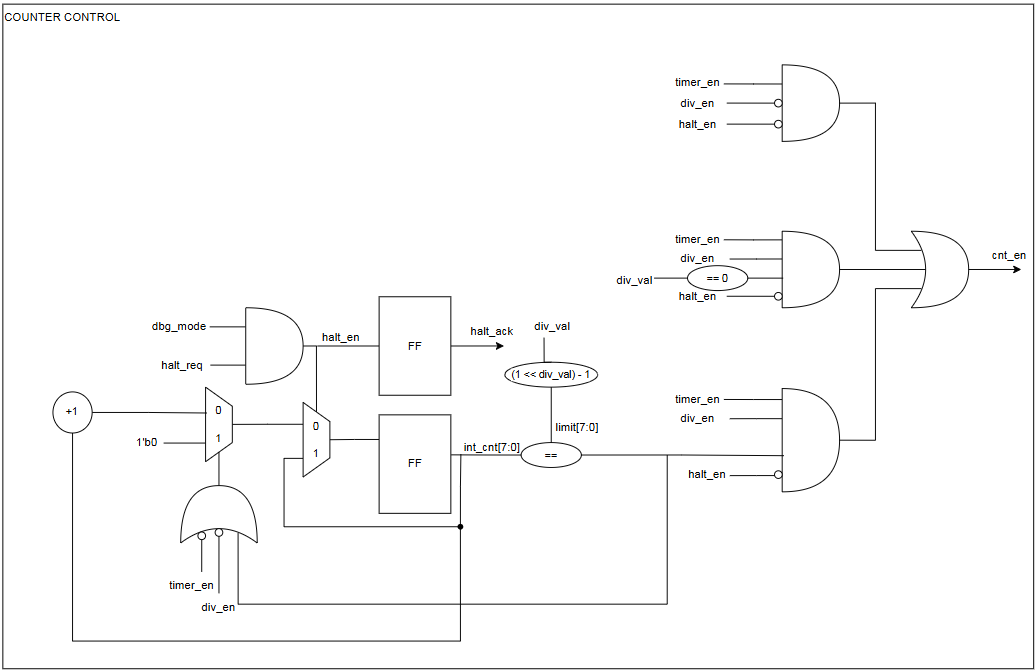 COUNTER CONTROL
timer_en
div_en
halt_en
timer_en
div_en
div_val
== 0
halt_en
cnt_en
dbg_mode
halt_req
halt_en
FF
halt_ack
div_val
(1 << div_val) - 1
limit[7:0]
timer_en
div_en
halt_en
+1
0
1'b0
1
0
1
FF
int_cnt[7:0]
==
timer_en
div_en